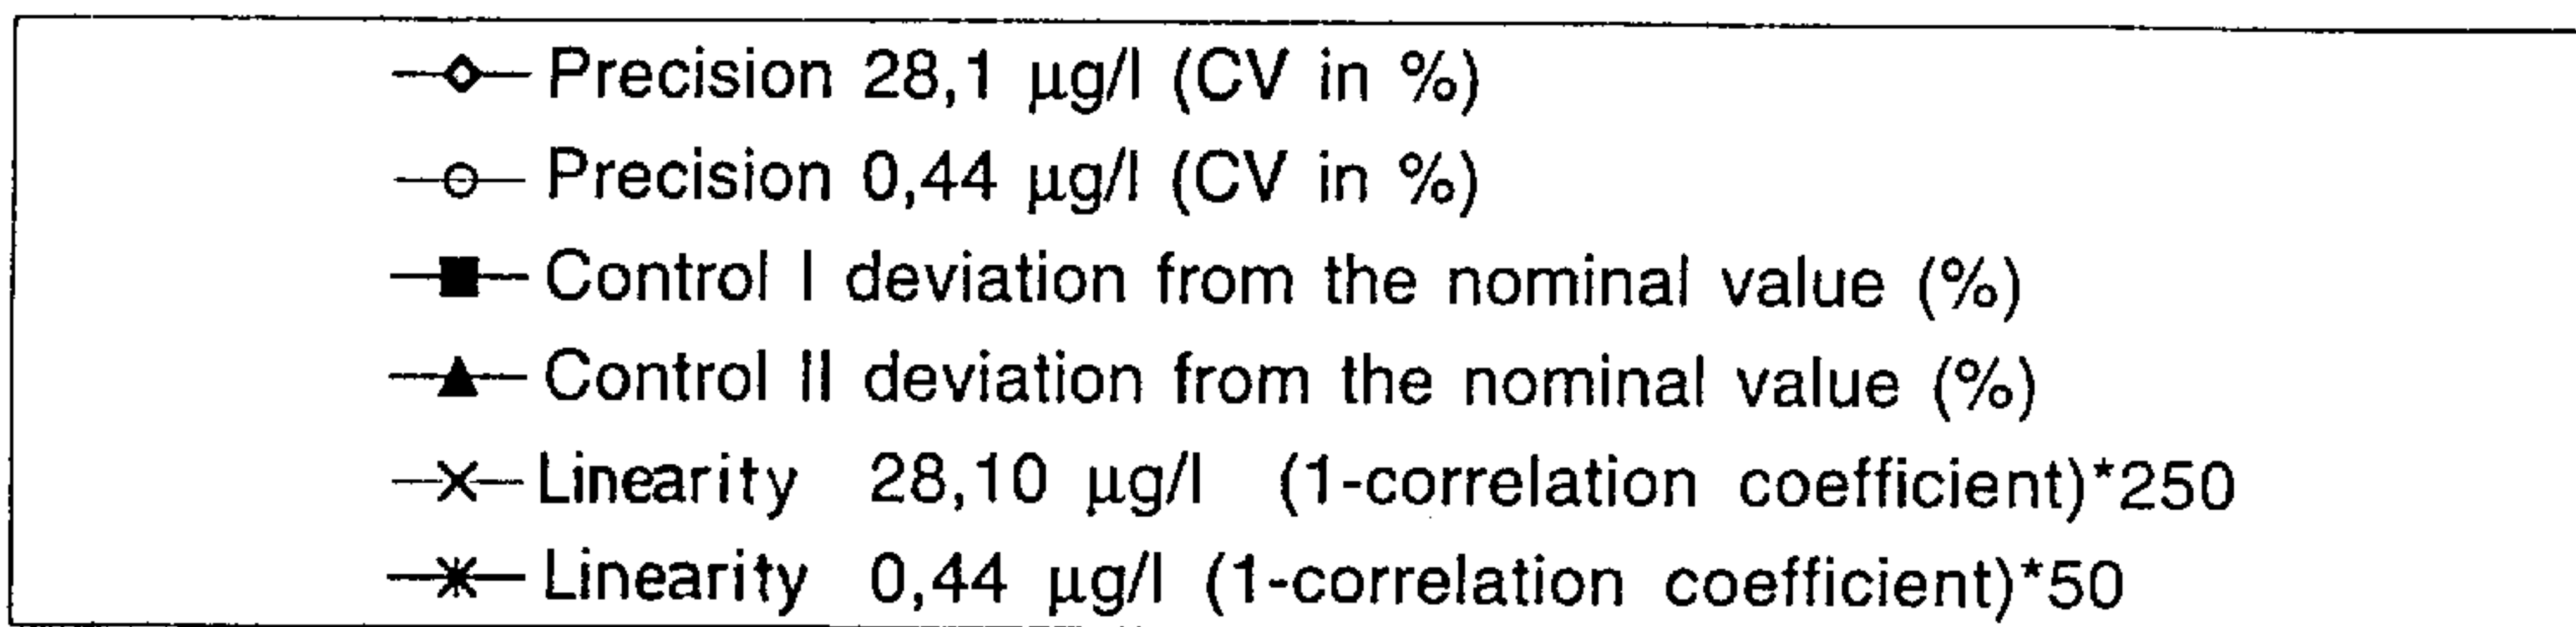 Precision 28,1 µg/l (CV in %)
Precision 0,44 µg/l (CV in %)
Control I deviation from the nominal value (%)
Control II deviation from the nominal value (%)
Linearity 28,10 µg/l (1-correlation coefficient)*250
Linearity 0,44 µg/l (1-correlation coefficient)*50